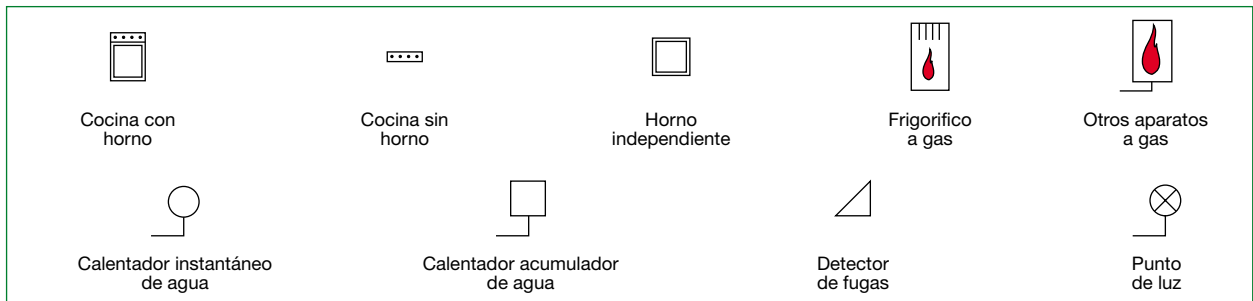 Cocina con
horno
Cocina sin
horno
Horno
independiente
Frigorifico
a gas
Otros aparatos
a gas
Calentador instantáneo
de agua
Calentador acumulador
de agua
Detector
de fugas
Punto
de luz